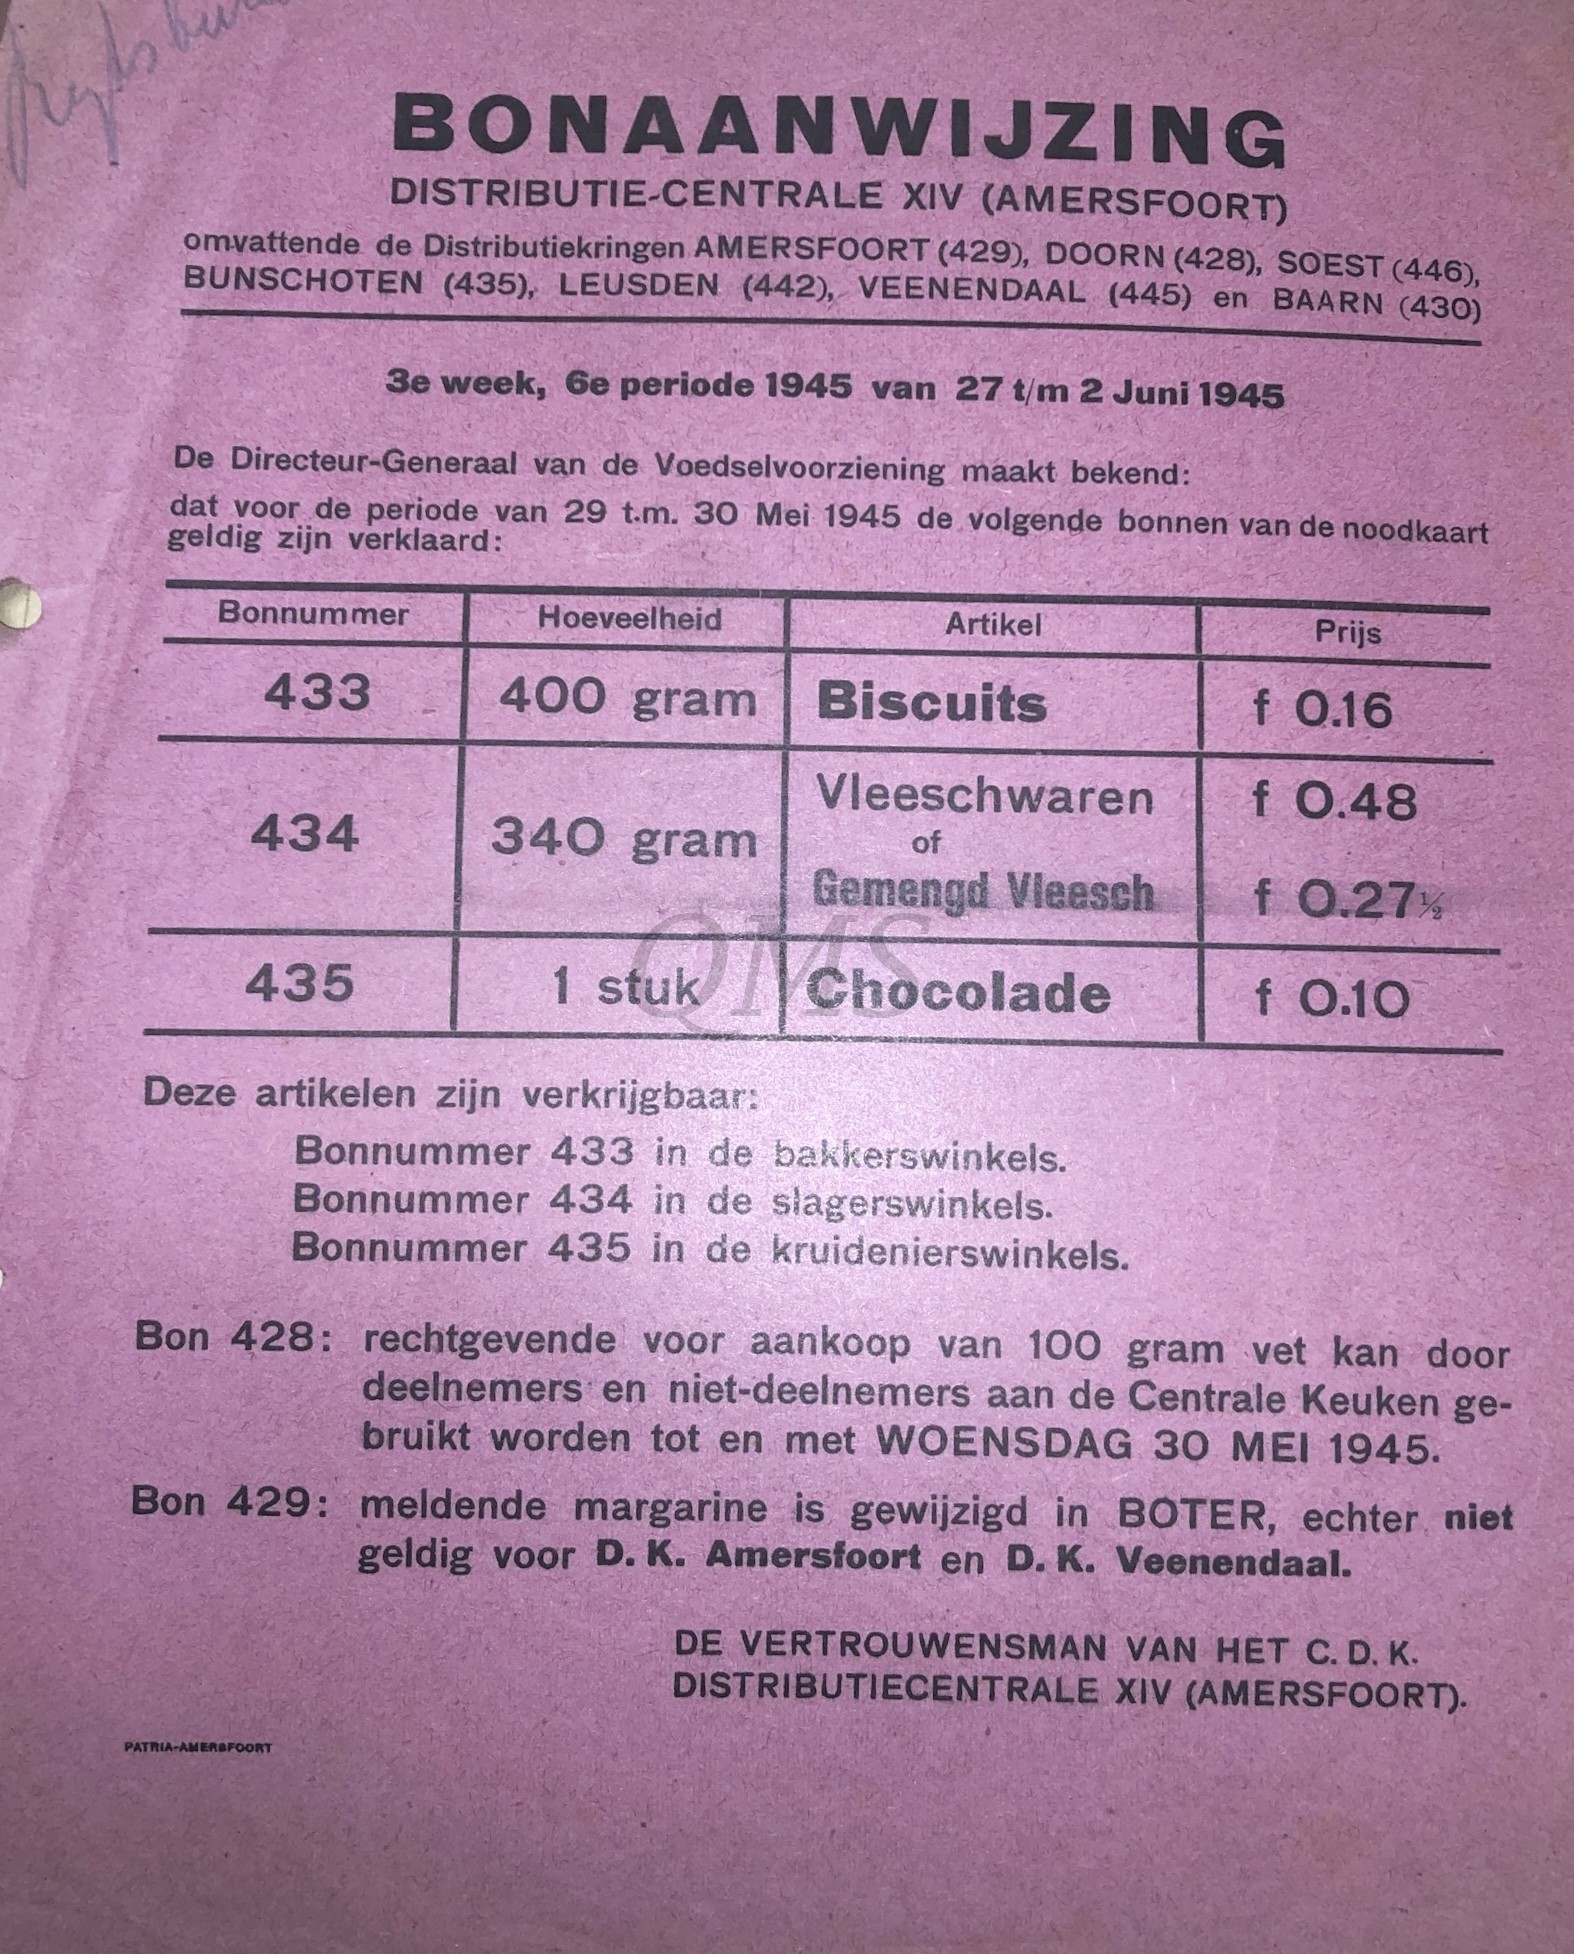 BONAANWIJZING
DISTRIBUTIE-CENTRALE XIV (AMERSFOORT)
omvattende de Distributiekringen AMERSFOORT (429), DOORN (428), SOEST (446),
BUNSCHOTEN (435), LEUSDEN (442), VEENENDAAL (445) en BAARN (430)
3e week, 6e periode 1945 van 27 t/m 2 Juni 1945
De Directeur-Generaal van de Voedselvoorziening maakt bekend:
dat voor de periode van 29 t.m. 30 Mei 1945 de volgende bonnen van de noodkaart
geldig zijn verklaard:
Bonnummer Hoeveelheid Artikel Prijs
433 400 gram Biscuits f 0.16
434 340 gram Vleeschwaren f 0.48
of
Gemengd Vleesch f 0.27½
435 1 stuk Chocolade f 0.10
QMS
Deze artikelen zijn verkrijgbaar:
Bonnummer 433 in de bakkerswinkels.
Bonnummer 434 in de slagerswinkels.
Bonnummer 435 in de kruidenierswinkels.
Bon 428: rechtgevende voor aankoop van 100 gram vet kan door
deelnemers en niet-deelnemers aan de Centrale Keuken ge-
bruikt worden tot en met WOENSDAG 30 MEI 1945.
Bon 429: meldende margarine is gewijzigd in BOTER, echter niet
geldig voor D. K. Amersfoort en D. K. Veenendaal.
DE VERTROUWENSMAN VAN HET C. D. K.
DISTRIBUTIECENTRALE XIV (AMERSFOORT).
PATRIA-AMERSFOORT